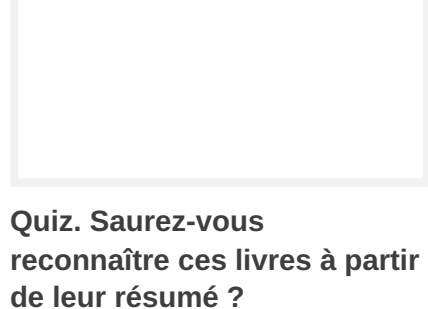 Quiz. Saurez-vous
reconnaître ces livres à partir
de leur résumé ?